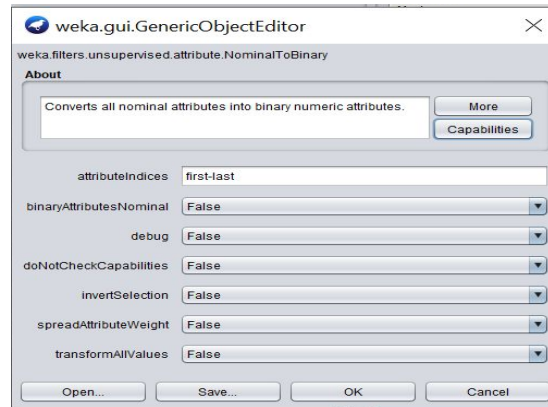 weka.gui.GenericObjectEditor
weka.filters.unsupervised.attribute.NominalToBinary
About
Converts all nominal attributes into binary numeric attributes.
More
Capabilities
attributeIndices first-last
binaryAttributesNominal False
debug False
doNotCheckCapabilities False
invertSelection False
spreadAttributeWeight False
transformAllValues False
Open... Save... OK Cancel